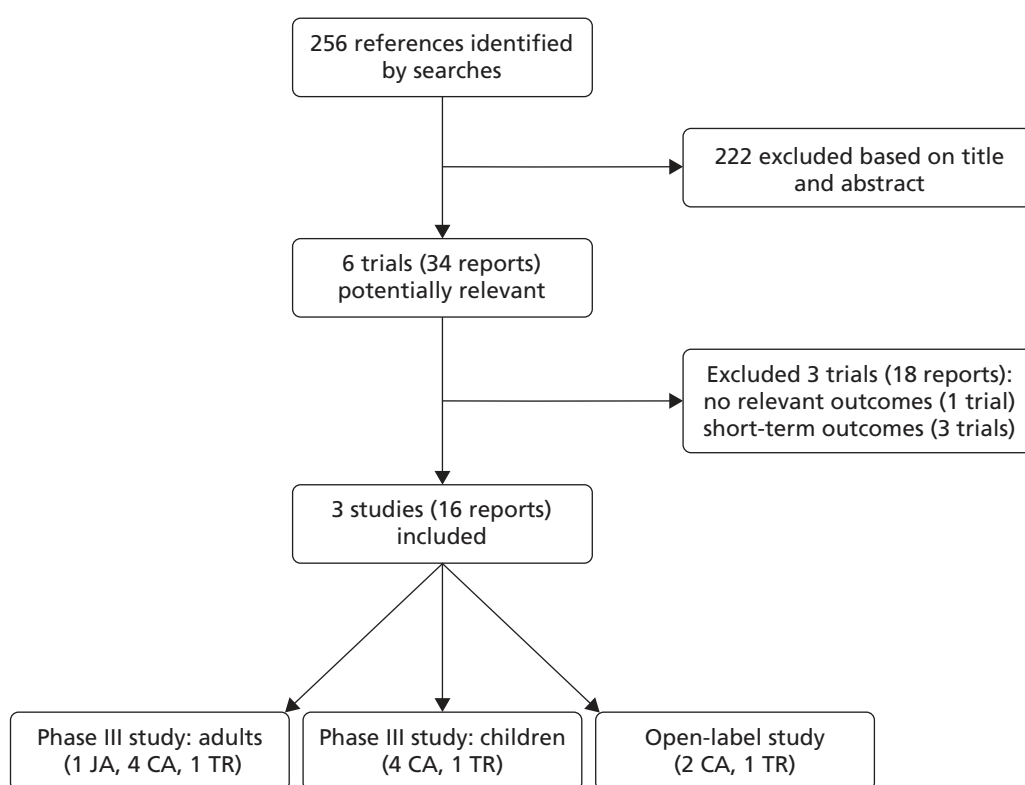 256 references identified
by searches
222 excluded based on title
and abstract
6 trials (34 reports)
potentially relevant
Excluded 3 trials (18 reports):
no relevant outcomes (1 trial)
short-term outcomes (3 trials)
3 studies (16 reports)
included
Phase III study: adults
(1 JA, 4 CA, 1 TR)
Phase III study: children
(4 CA, 1 TR)
Open-label study
(2 CA, 1 TR)